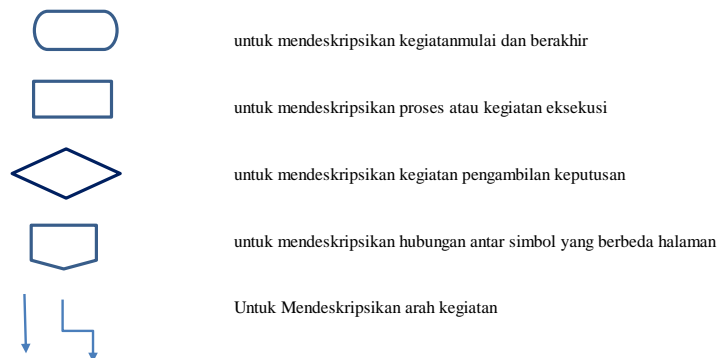 untuk mendeskripsikan kegiatanmulai dan berakhir
untuk mendeskripsikan proses atau kegiatan eksekusi
untuk mendeskripsikan kegiatan pengambilan keputusan
untuk mendeskripsikan hubungan antar simbol yang berbeda halaman
Untuk Mendeskripsikan arah kegiatan